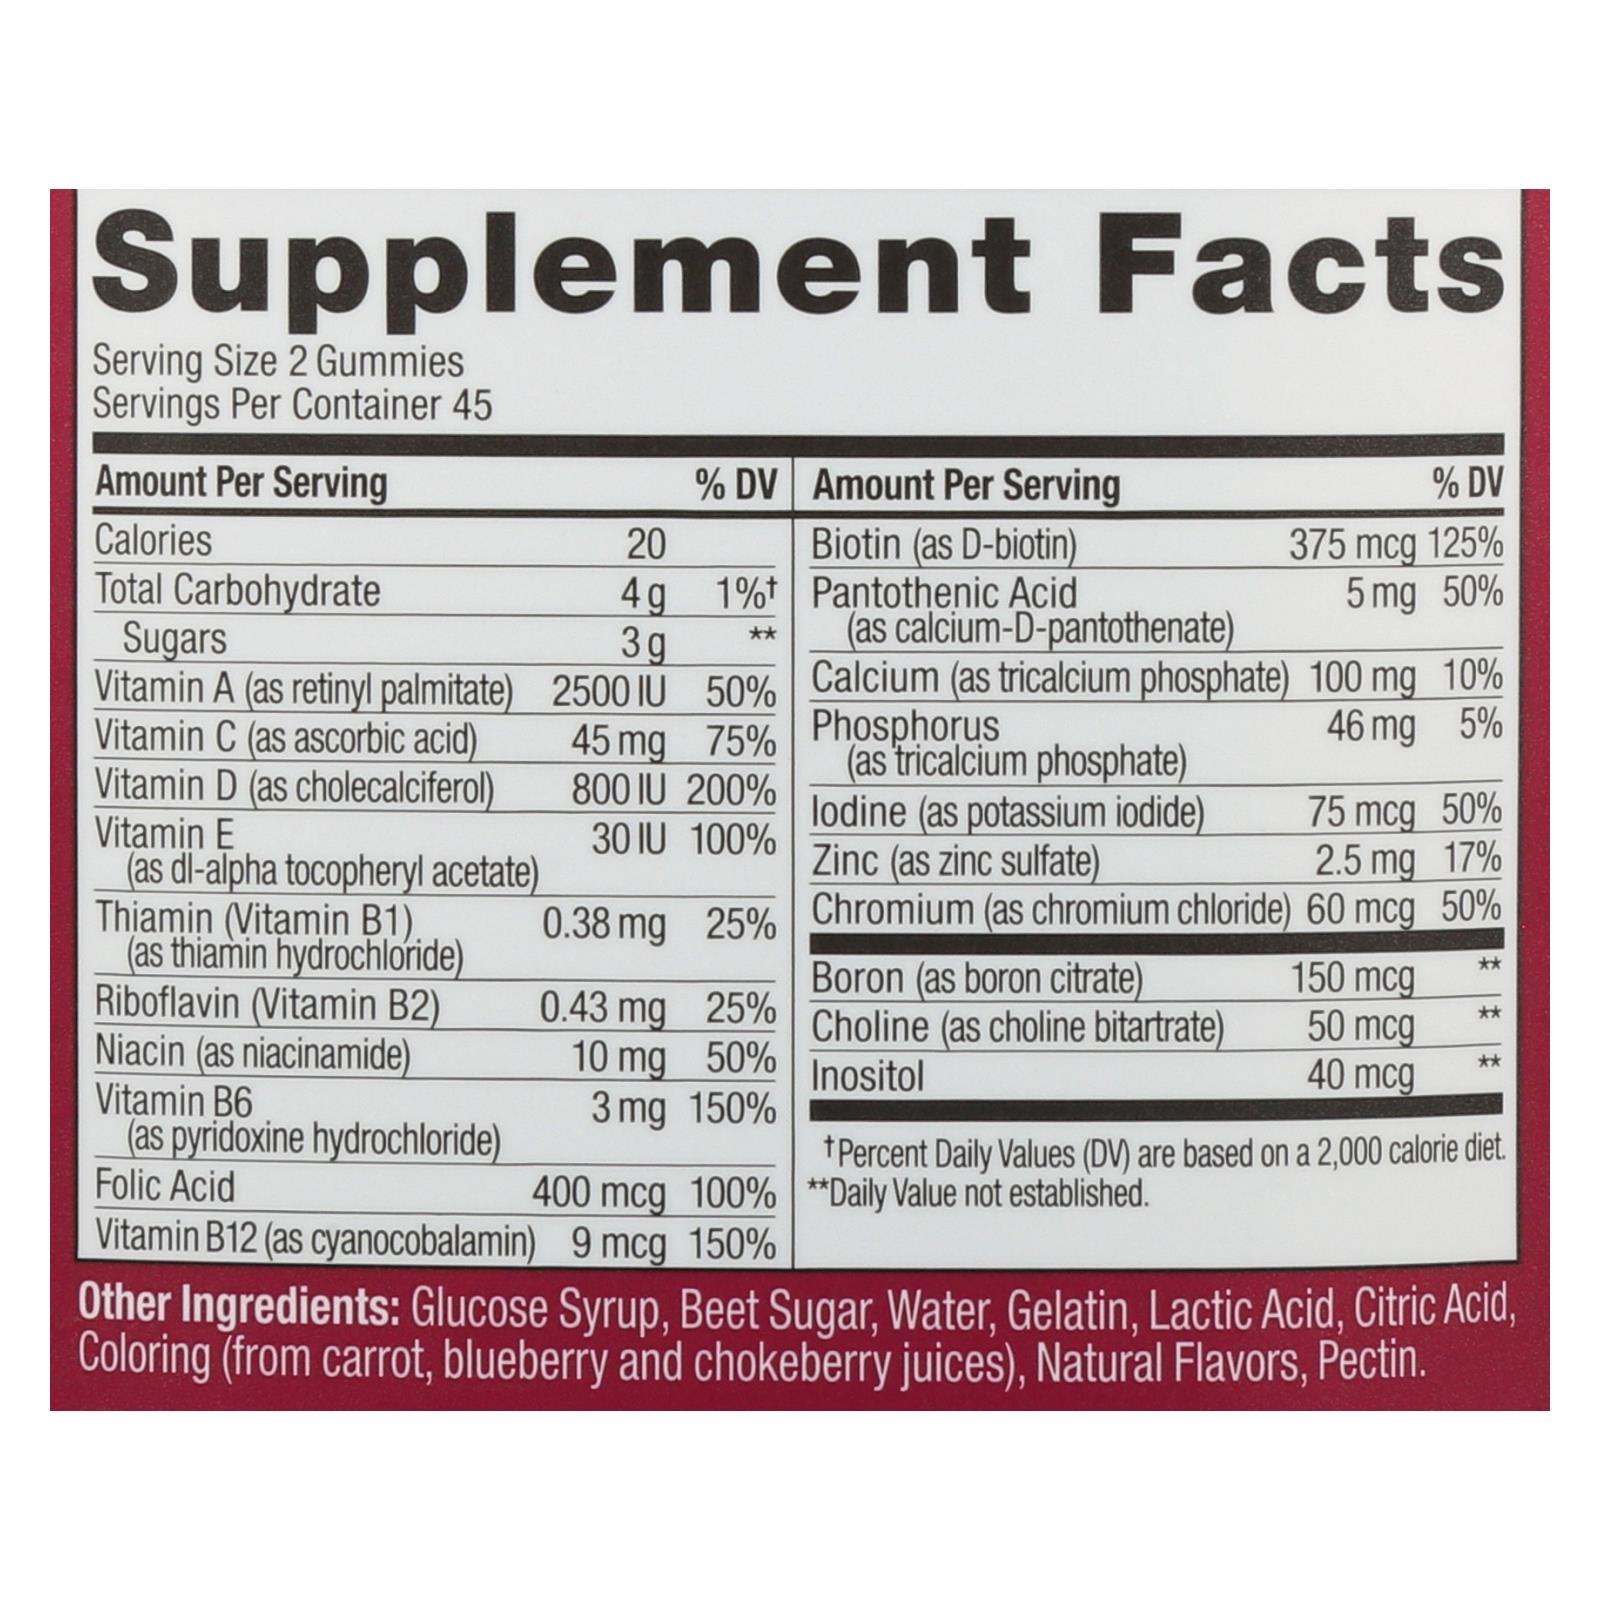 Supplement Facts
Serving Size 2 Gummies
Servings Per Container 45
Amount Per Serving % DV
Calories 20
Total Carbohydrate 4 g 1%†
Sugars 3 g **
Vitamin A (as retinyl palmitate) 2500 IU 50%
Vitamin C (as ascorbic acid) 45 mg 75%
Vitamin D (as cholecalciferol) 800 IU 200%
Vitamin E 30 IU 100%
(as dl-alpha tocopheryl acetate)
Thiamin (Vitamin B1) 0.38 mg 25%
(as thiamin hydrochloride)
Riboflavin (Vitamin B2) 0.43 mg 25%
Niacin (as niacinamide) 10 mg 50%
Vitamin B6 3 mg 150%
(as pyridoxine hydrochloride)
Folic Acid 400 mcg 100%
Vitamin B12 (as cyanocobalamin) 9 mcg 150%
Amount Per Serving % DV
Biotin (as D-biotin) 375 mcg 125%
Pantothenic Acid 5 mg 50%
(as calcium-D-pantothenate)
Calcium (as tricalcium phosphate) 100 mg 10%
Phosphorus 46 mg 5%
(as tricalcium phosphate)
Iodine (as potassium iodide) 75 mcg 50%
Zinc (as zinc sulfate) 2.5 mg 17%
Chromium (as chromium chloride) 60 mcg 50%
Boron (as boron citrate) 150 mcg **
Choline (as choline bitartrate) 50 mcg **
Inositol 40 mcg **
†Percent Daily Values (DV) are based on a 2,000 calorie diet.
**Daily Value not established.
Other Ingredients: Glucose Syrup, Beet Sugar, Water, Gelatin, Lactic Acid, Citric Acid,
Coloring (from carrot, blueberry and chokeberry juices), Natural Flavors, Pectin.